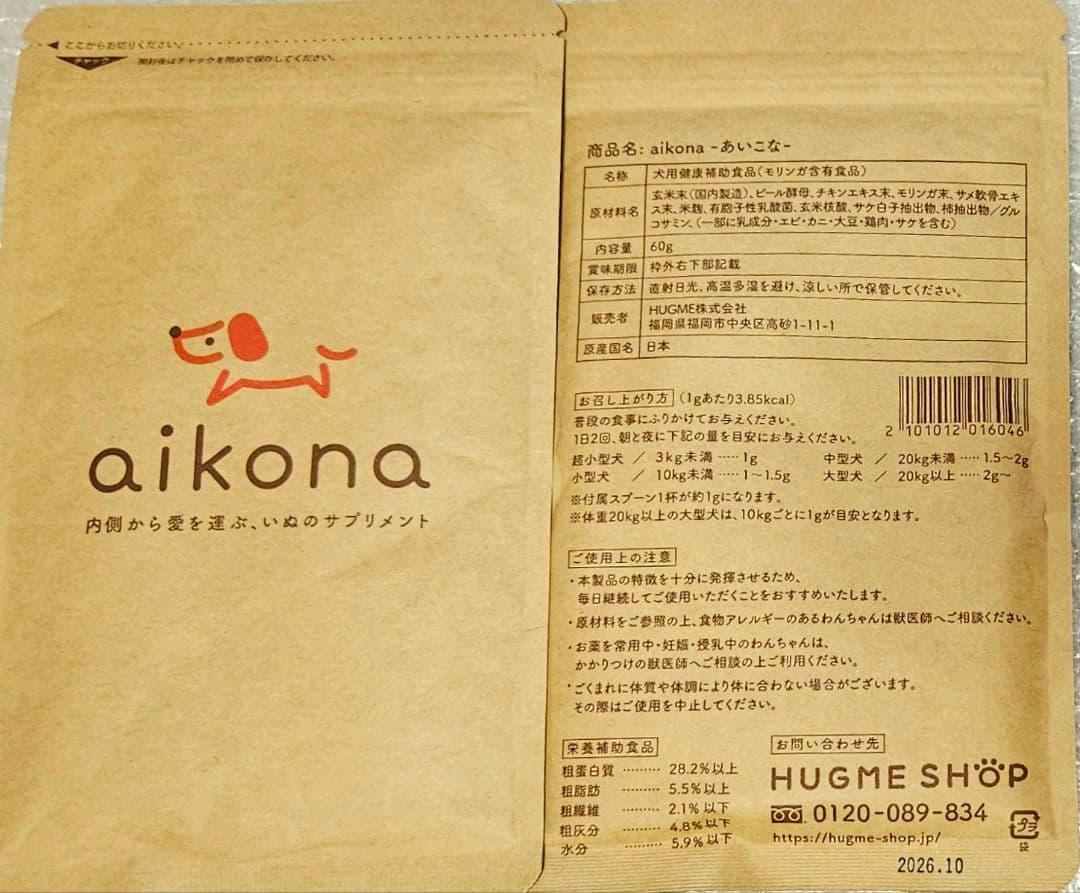 ここからお切りください。
チャック
開封後はチャックを閉めて保存してください。
aikona
内側から愛を運ぶ、いぬのサプリメント
商品名: aikona -あいこな-
名称 犬用健康補助食品(モリンガ含有食品)
原材料名 玄米末(国内製造)、ビール酵母、チキンエキス末、モリンガ末、サメ軟骨エキ
ス末、米麹、有胞子性乳酸菌、玄米核酸、サケ白子抽出物、柿抽出物/グル
コサミン、(一部に乳成分・エビ・カニ・大豆・鶏肉・サケを含む)
内容量 60g
賞味期限 枠外右下部記載
保存方法 直射日光、高温多湿を避け、涼しい所で保管してください。
販売者 HUGME株式会社
福岡県福岡市中央区高砂1-11-1
原産国名 日本
お召し上がり方 (1gあたり3.85kcal)
普段の食事にふりかけてお与えください。
1日2回、朝と夜に下記の量を目安にお与えください。
2 101012 016046
超小型犬 / 3kg未満 ····· 1g 中型犬 / 20kg未満 ····· 1.5~2g
小型犬 / 10kg未満 ····· 1~1.5g 大型犬 / 20kg以上 ····· 2g~
※付属スプーン1杯が約1gになります。
※体重20kg以上の大型犬は、10kgごとに1gが目安となります。
ご使用上の注意
・本製品の特徴を十分に発揮させるため、
毎日継続してご使用いただくことをおすすめいたします。
・原材料をご参照の上、食物アレルギーのあるわんちゃんは獣医師へご相談ください。
・お薬を常用中・妊娠・授乳中のわんちゃんは、
かかりつけの獣医師へご相談の上ご利用ください。
・ごくまれに体質や体調により体に合わない場合がございます。
その際はご使用を中止してください。
栄養補助食品
粗蛋白質 ········· 28.2%以上
粗脂肪 ········· 5.5%以上
粗繊維 ········· 2.1%以下
粗灰分 ········· 4.8%以下
水分 ········· 5.9%以下
お問い合わせ先
HUGME SHOP
0120-089-834
https://hugme-shop.jp/
プラ
袋
2026.10